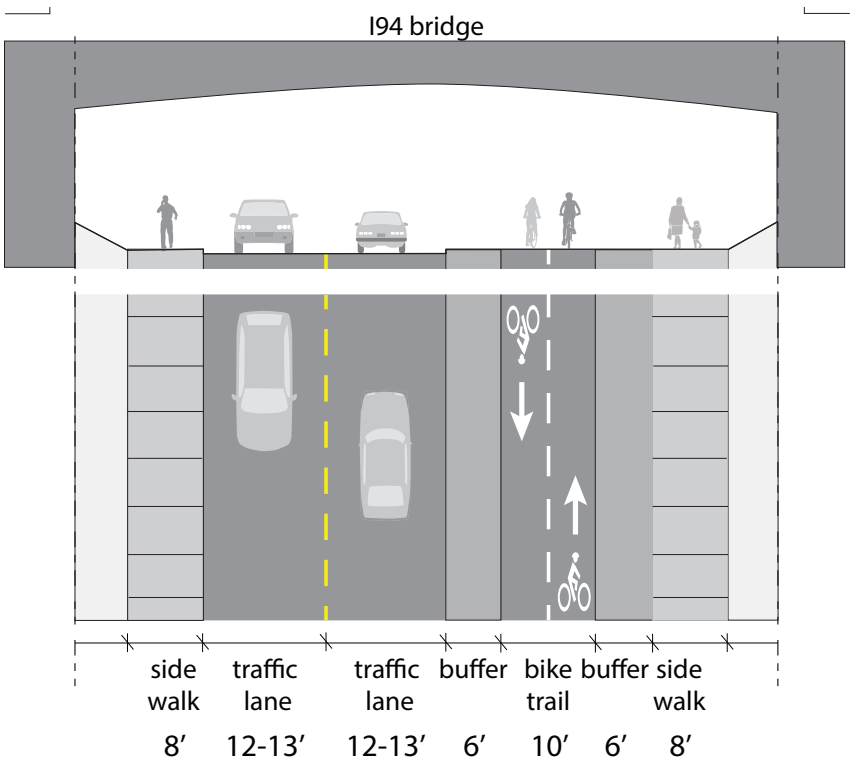 I94 bridge
side traffic traffic buffer bike buffer side
walk lane lane trail walk
8’ 12-13’ 12-13’ 6’ 10’ 6’ 8’